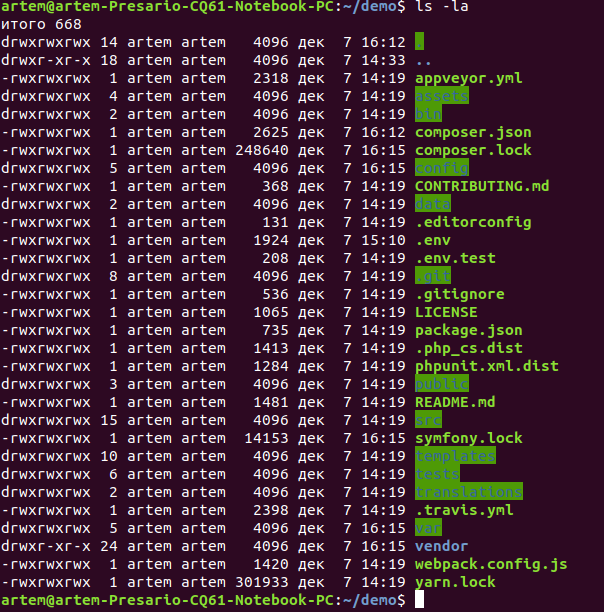 artem@artem-Presario-CQ61-Notebook-PC:~/demo$ ls -la
итого 668
drwxrwxrwx 14 artem artem   4096 дек  7 16:12 .
drwxr-xr-x 18 artem artem   4096 дек  7 14:33 ..
-rwxrwxrwx  1 artem artem   2318 дек  7 14:19 appveyor.yml
drwxrwxrwx  4 artem artem   4096 дек  7 14:19 assets
drwxrwxrwx  2 artem artem   4096 дек  7 14:19 bin
-rwxrwxrwx  1 artem artem   2625 дек  7 16:12 composer.json
-rwxrwxrwx  1 artem artem 248640 дек  7 16:15 composer.lock
drwxrwxrwx  5 artem artem   4096 дек  7 16:15 config
-rwxrwxrwx  1 artem artem    368 дек  7 14:19 CONTRIBUTING.md
drwxrwxrwx  2 artem artem   4096 дек  7 14:19 data
-rwxrwxrwx  1 artem artem    131 дек  7 14:19 .editorconfig
-rwxrwxrwx  1 artem artem   1924 дек  7 15:10 .env
-rwxrwxrwx  1 artem artem    208 дек  7 14:19 .env.test
drwxrwxrwx  8 artem artem   4096 дек  7 14:19 .git
-rwxrwxrwx  1 artem artem    536 дек  7 14:19 .gitignore
-rwxrwxrwx  1 artem artem   1065 дек  7 14:19 LICENSE
-rwxrwxrwx  1 artem artem    735 дек  7 14:19 package.json
-rwxrwxrwx  1 artem artem   1413 дек  7 14:19 .php_cs.dist
-rwxrwxrwx  1 artem artem   1284 дек  7 14:19 phpunit.xml.dist
drwxrwxrwx  3 artem artem   4096 дек  7 14:19 public
-rwxrwxrwx  1 artem artem   1481 дек  7 14:19 README.md
drwxrwxrwx 15 artem artem   4096 дек  7 14:19 src
-rwxrwxrwx  1 artem artem  14153 дек  7 16:15 symfony.lock
drwxrwxrwx 10 artem artem   4096 дек  7 14:19 templates
drwxrwxrwx  6 artem artem   4096 дек  7 14:19 tests
drwxrwxrwx  2 artem artem   4096 дек  7 14:19 translations
-rwxrwxrwx  1 artem artem   2398 дек  7 14:19 .travis.yml
drwxrwxrwx  5 artem artem   4096 дек  7 16:15 var
drwxr-xr-x 24 artem artem   4096 дек  7 16:15 vendor
-rwxrwxrwx  1 artem artem   1420 дек  7 14:19 webpack.config.js
-rwxrwxrwx  1 artem artem 301933 дек  7 14:19 yarn.lock
artem@artem-Presario-CQ61-Notebook-PC:~/demo$